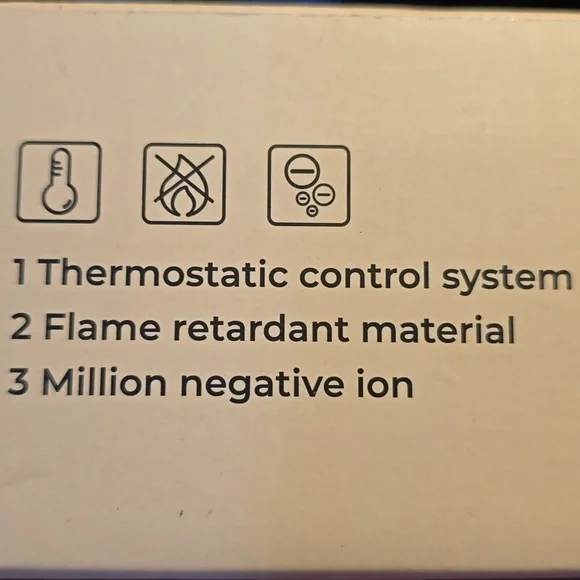 1 Thermostatic control system
2 Flame retardant material
3 Million negative ion